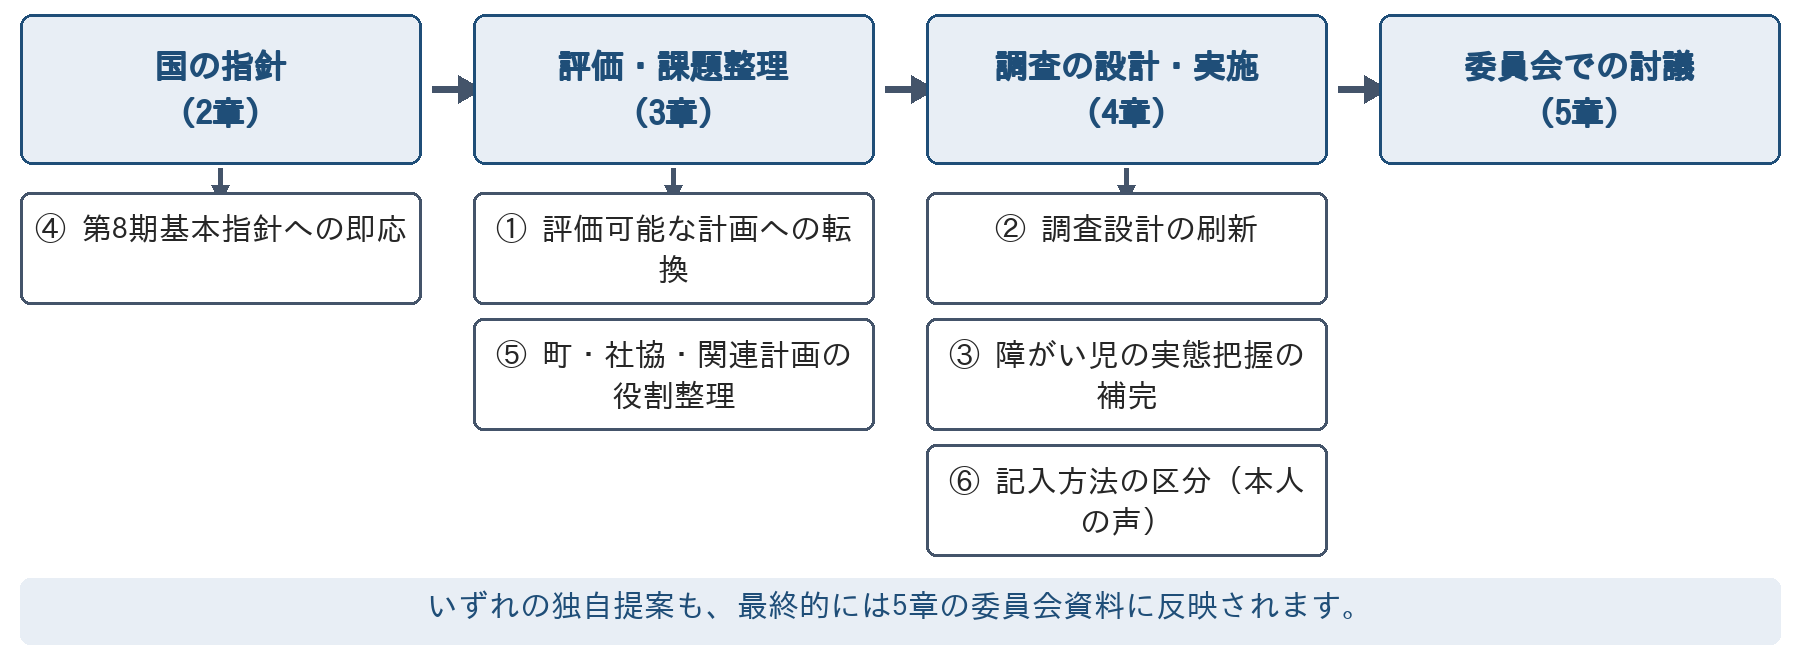 国の指針
（2章）
評価・課題整理
（3章）
調査の設計・実施
（4章）
委員会での討議
（5章）
④ 第8期基本指針への即応
① 評価可能な計画への転
換
② 調査設計の刷新
⑤ 町・社協・関連計画の
役割整理
③ 障がい児の実態把握の
補完
⑥ 記入方法の区分（本人
の声）
いずれの独自提案も、最終的には5章の委員会資料に反映されます。